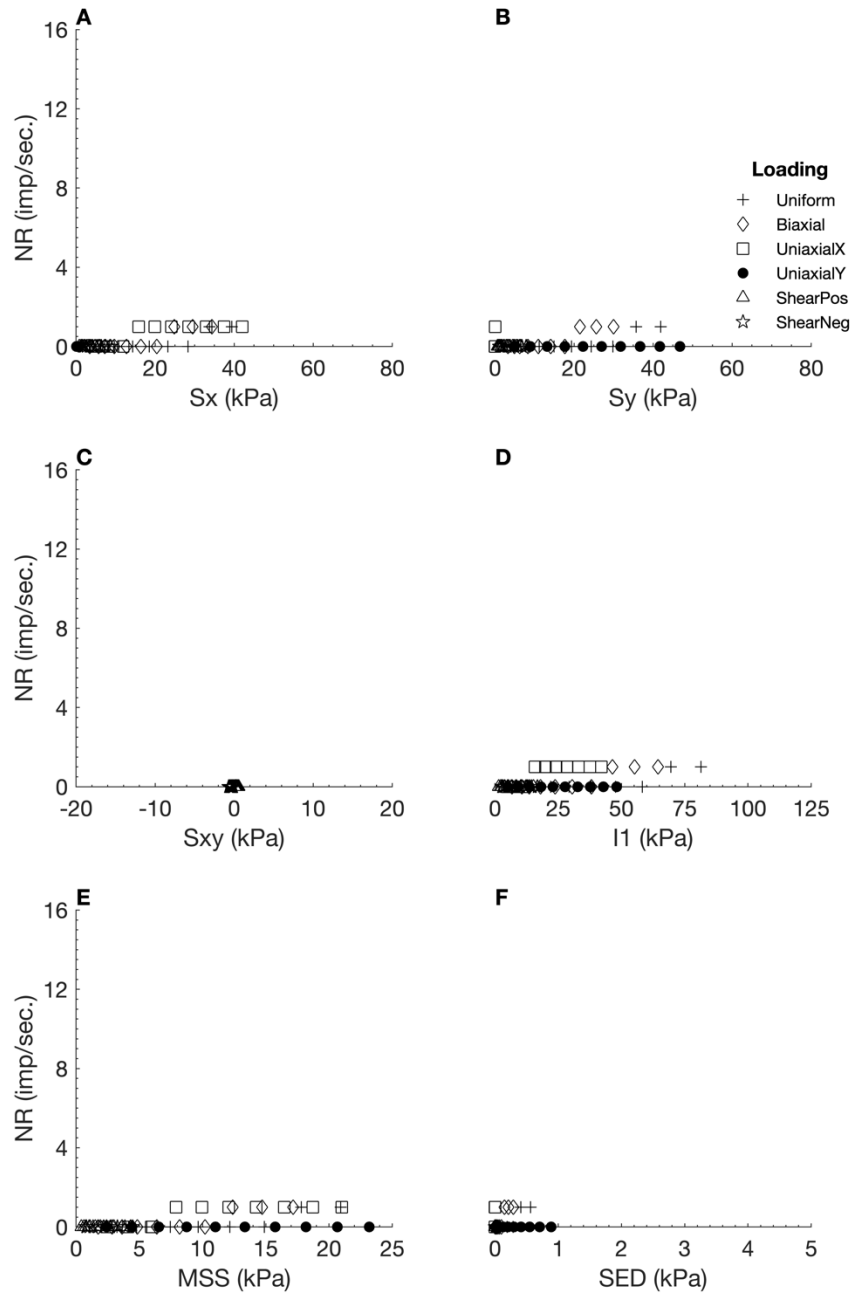 A
16
12
8
4
0
NR (imp/sec.)
0 20 40 60 80
Sx (kPa)
B
0 20 40 60 80
Sy (kPa)
Loading
Uniform
Biaxial
UniaxialX
UniaxialY
ShearPos
ShearNeg
C
16
12
8
4
0
NR (imp/sec.)
-20 -10 0 10 20
Sxy (kPa)
D
0 25 50 75 100 125
I1 (kPa)
E
16
12
8
4
0
NR (imp/sec.)
0 5 10 15 20 25
MSS (kPa)
F
0 1 2 3 4 5
SED (kPa)